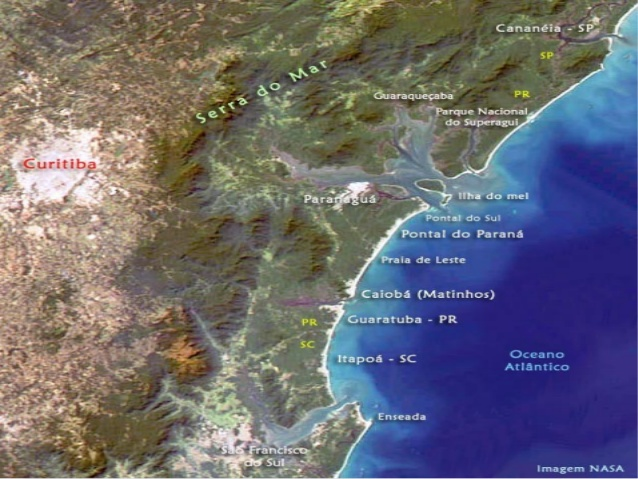 Cananéia - SP
SP
Serra do Mar
PR
Guaraqueçaba
Parque Nacional
do Superagui
Curitiba
Paranaguá
Ilha do mel
Pontal do Sul
Pontal do Paraná
Praia de Leste
Caiobá (Matinhos)
Guaratuba - PR
PR
SC
Itapoá - SC
Oceano
Atlântico
Enseada
São Francisco
do Sul
Imagem NASA